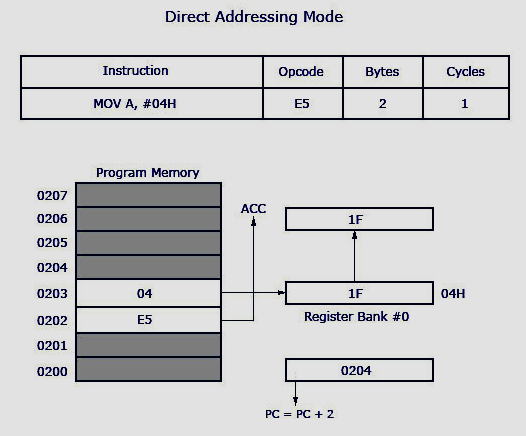 Direct Addressing Mode
Instruction Opcode Bytes Cycles
MOV A, #04H E5 2 1
Program Memory
0207
0206 ACC 1F
0205
0204
0203 04 1F 04H
0202 E5 Register Bank #0
0201
0200 0204
PC = PC + 2